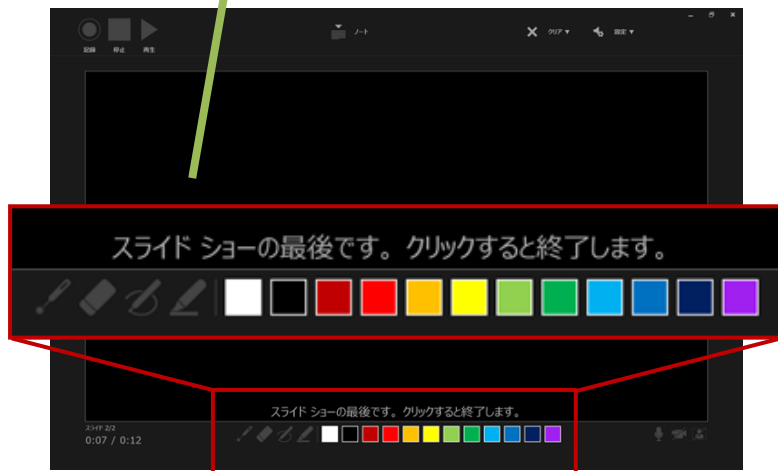 記録 停止 再生 ノート クリア 設定
スライド ショーの最後です。クリックすると終了します。
スライド ショーの最後です。クリックすると終了します。
スライド 2/2
0:07 / 0:12